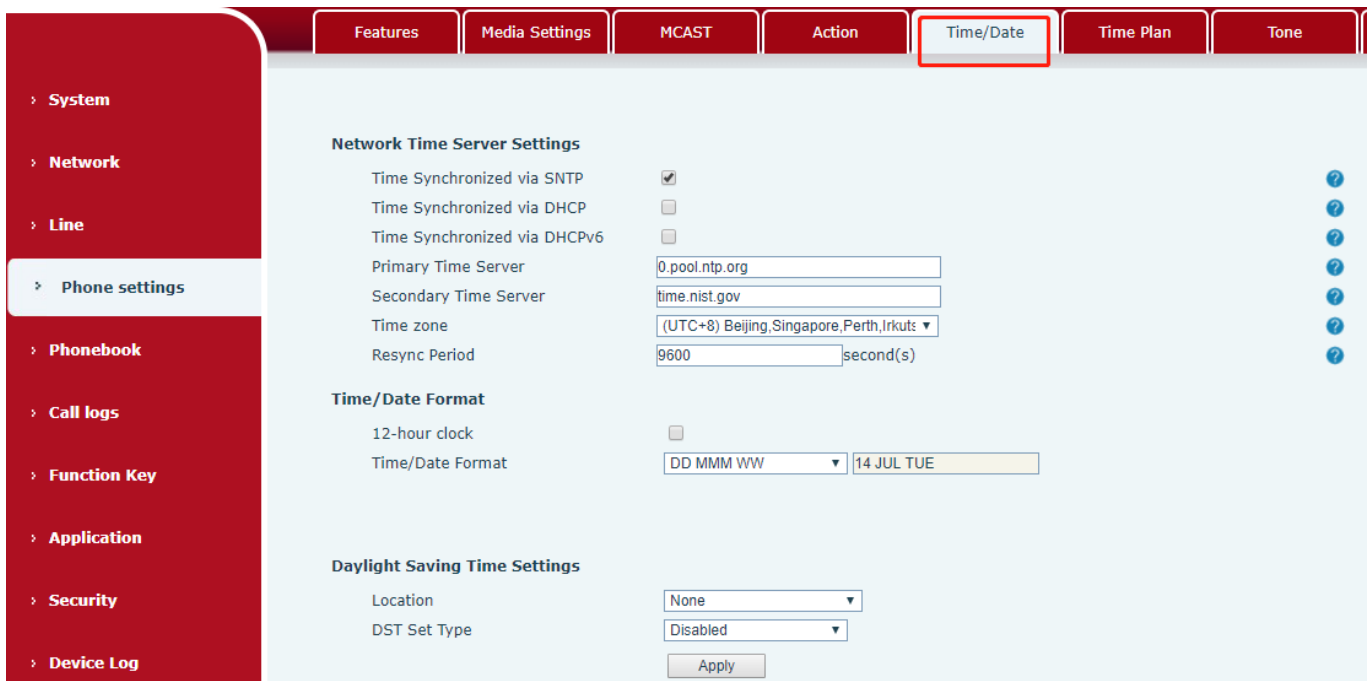 Features Media Settings MCAST Action Time/Date Time Plan Tone
System
Network
Line
Phone settings
Phonebook
Call logs
Function Key
Application
Security
Device Log
Network Time Server Settings
Time Synchronized via SNTP ?
Time Synchronized via DHCP ?
Time Synchronized via DHCPv6 ?
Primary Time Server 0.pool.ntp.org ?
Secondary Time Server time.nist.gov ?
Time zone (UTC+8) Beijing,Singapore,Perth,Irkuts ?
Resync Period 9600 second(s) ?
Time/Date Format
12-hour clock
Time/Date Format DD MMM WW 14 JUL TUE
Daylight Saving Time Settings
Location None
DST Set Type Disabled
Apply